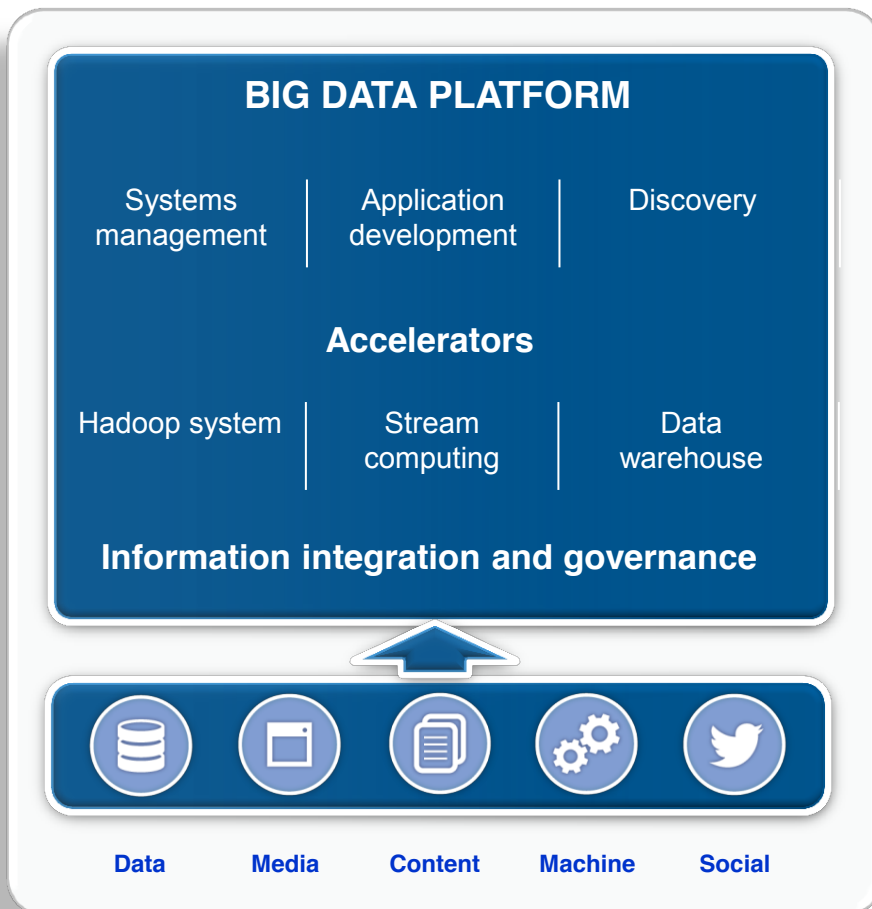 BIG DATA PLATFORM
Systems
management
Application
development
Discovery
Accelerators
Hadoop system
Stream
computing
Data
warehouse
Information integration and governance
Data
Media
Content
Machine
Social